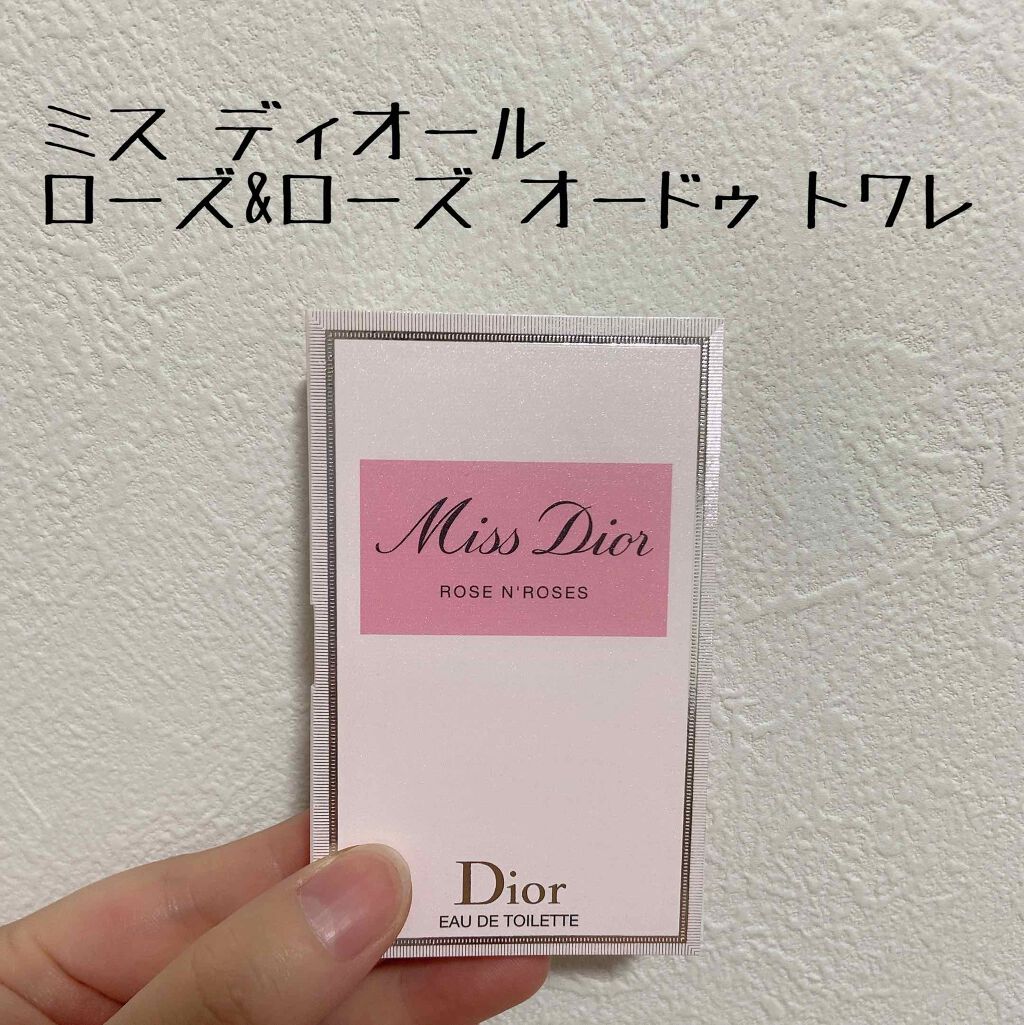 ミス ディオール
ローズ&ローズ オードゥ トワレ
Miss Dior
ROSE N'ROSES
Dior
EAU DE TOILETTE